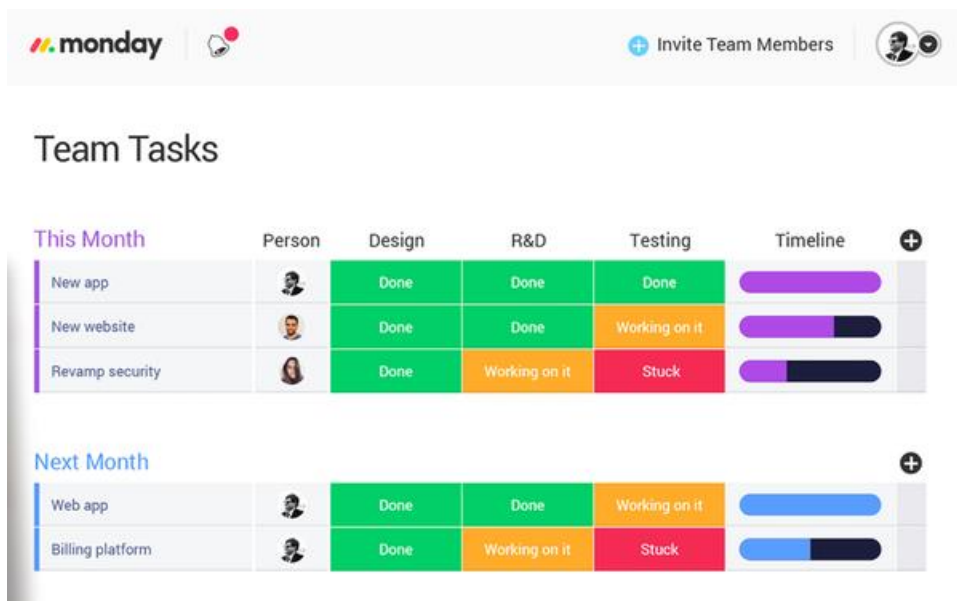 monday Invite Team Members
Team Tasks
This Month Person Design R&D Testing Timeline
New app Done Done Done
New website Done Done Working on it
Revamp security Done Working on it Stuck
Next Month
Web app Done Done Working on it
Billing platform Done Working on it Stuck